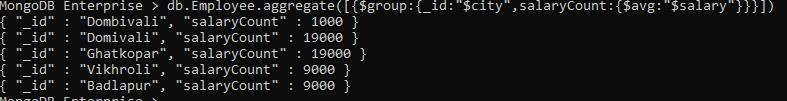 MongoDB Enterprise > db.Employee.aggregate([{$group:{_id:"$city",salaryCount:{$avg:"$salary"}}}])
{ "_id" : "Dombivali", "salaryCount" : 1000 }
{ "_id" : "Domivali", "salaryCount" : 19000 }
{ "_id" : "Ghatkopar", "salaryCount" : 19000 }
{ "_id" : "Vikhroli", "salaryCount" : 9000 }
{ "_id" : "Badlapur", "salaryCount" : 9000 }
MongoDB Enterprise >